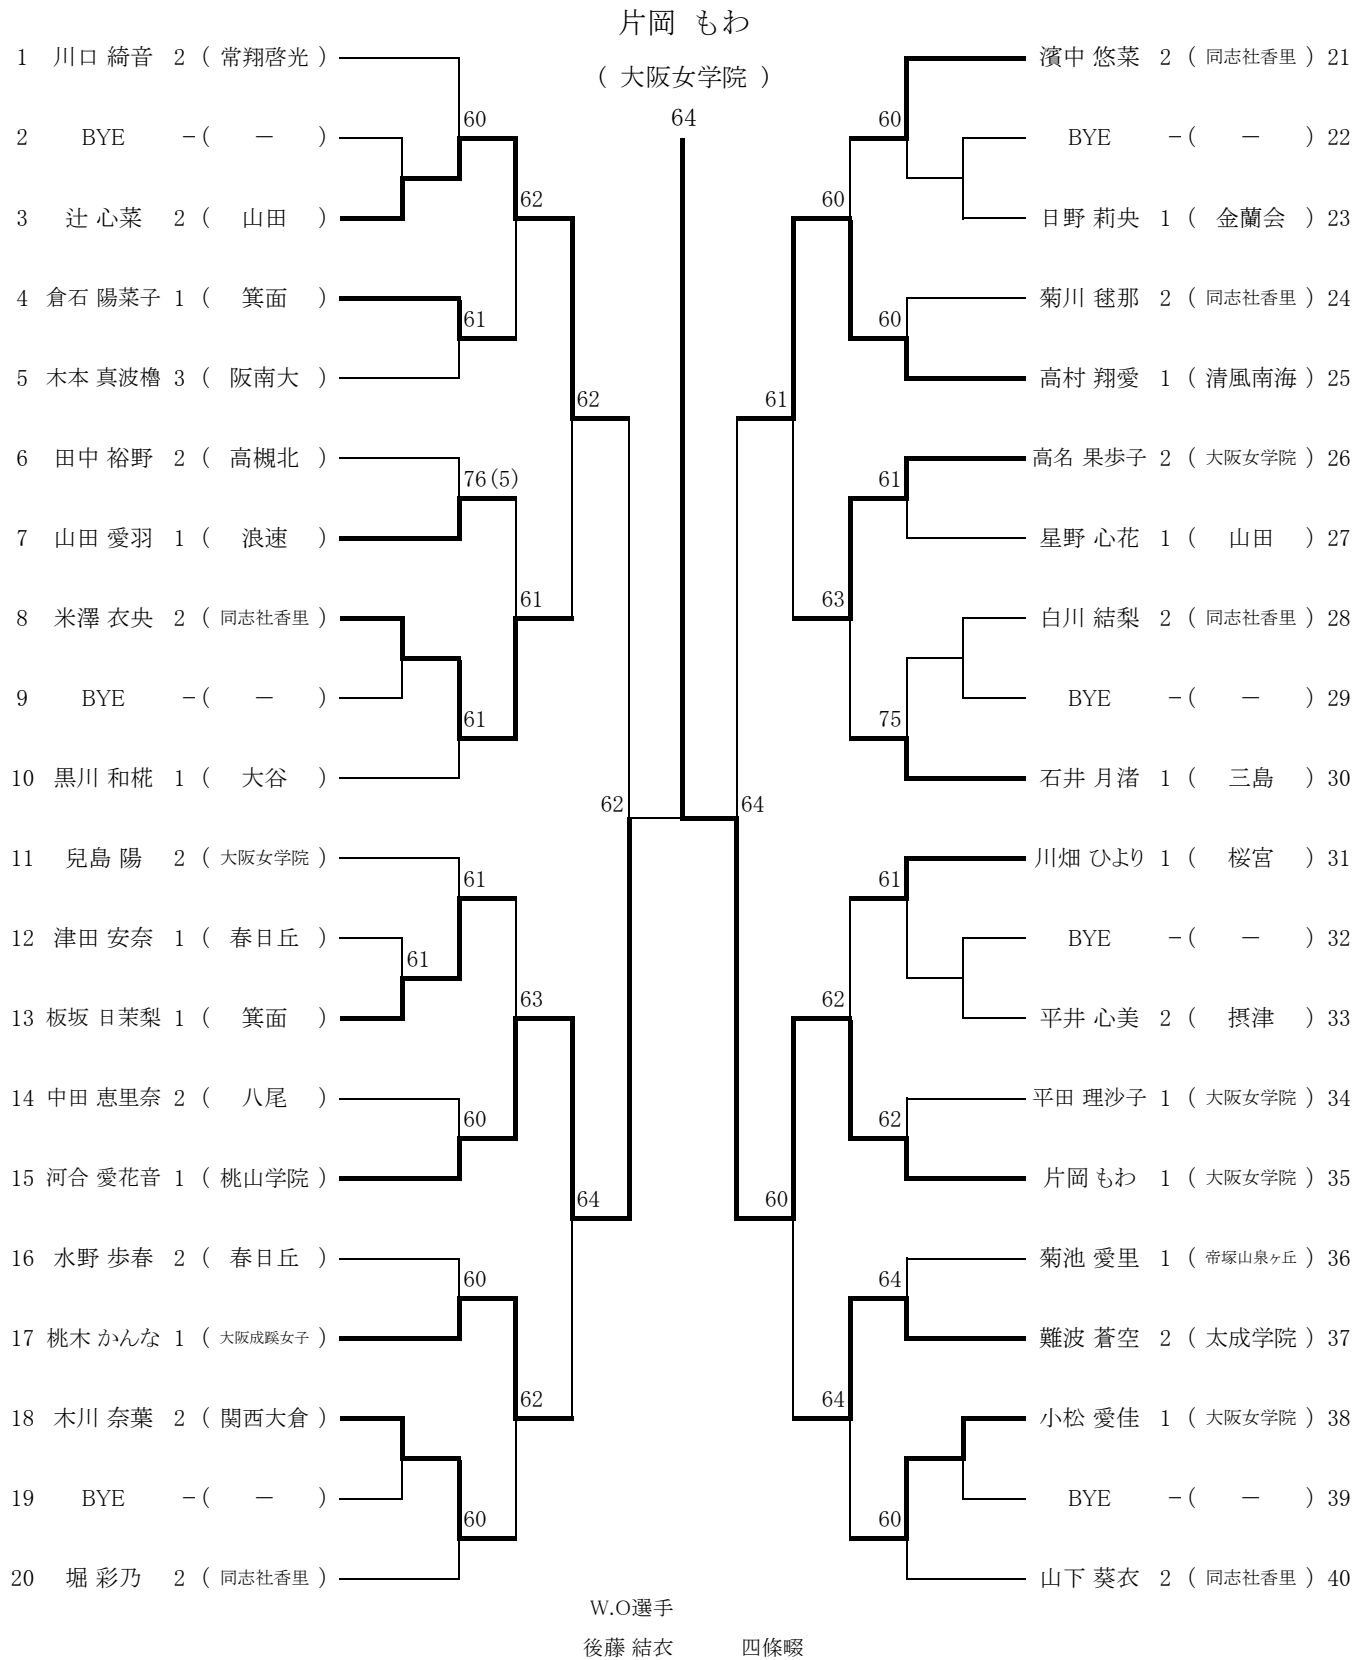 片岡 もわ
( 大阪女学院 )
64
1 川口 綺音 2 ( 常翔啓光 )
60
2 BYE −( － )
3 辻 心菜 2 ( 山田 )
62
4 倉石 陽菜子 1 ( 箕面 )
61
5 木本 真波櫓 3 ( 阪南大 )
62
6 田中 裕野 2 ( 高槻北 )
76(5)
7 山田 愛羽 1 ( 浪速 )
61
8 米澤 衣央 2 ( 同志社香里 )
9 BYE −( － )
61
10 黒川 和椛 1 ( 大谷 )
62
11 兒島 陽 2 ( 大阪女学院 )
61
12 津田 安奈 1 ( 春日丘 )
61
13 板坂 日茉梨 1 ( 箕面 )
63
14 中田 恵里奈 2 ( 八尾 )
60
15 河合 愛花音 1 ( 桃山学院 )
64
16 水野 歩春 2 ( 春日丘 )
60
17 桃木 かんな 1 ( 大阪成蹊女子 )
62
18 木川 奈葉 2 ( 関西大倉 )
19 BYE −( － )
60
20 堀 彩乃 2 ( 同志社香里 )
濱中 悠菜 2 ( 同志社香里 ) 21
60
BYE −( － ) 22
60
日野 莉央 1 ( 金蘭会 ) 23
菊川 毬那 2 ( 同志社香里 ) 24
60
高村 翔愛 1 ( 清風南海 ) 25
61
高名 果歩子 2 ( 大阪女学院 ) 26
61
星野 心花 1 ( 山田 ) 27
63
白川 結梨 2 ( 同志社香里 ) 28
BYE −( － ) 29
75
石井 月渚 1 ( 三島 ) 30
64
川畑 ひより 1 ( 桜宮 ) 31
61
BYE −( － ) 32
62
平井 心美 2 ( 摂津 ) 33
平田 理沙子 1 ( 大阪女学院 ) 34
62
片岡 もわ 1 ( 大阪女学院 ) 35
60
菊池 愛里 1 ( 帝塚山泉ヶ丘 ) 36
64
難波 蒼空 2 ( 太成学院 ) 37
64
小松 愛佳 1 ( 大阪女学院 ) 38
BYE −( － ) 39
60
山下 葵衣 2 ( 同志社香里 ) 40
W.O選手
後藤 結衣 四條畷